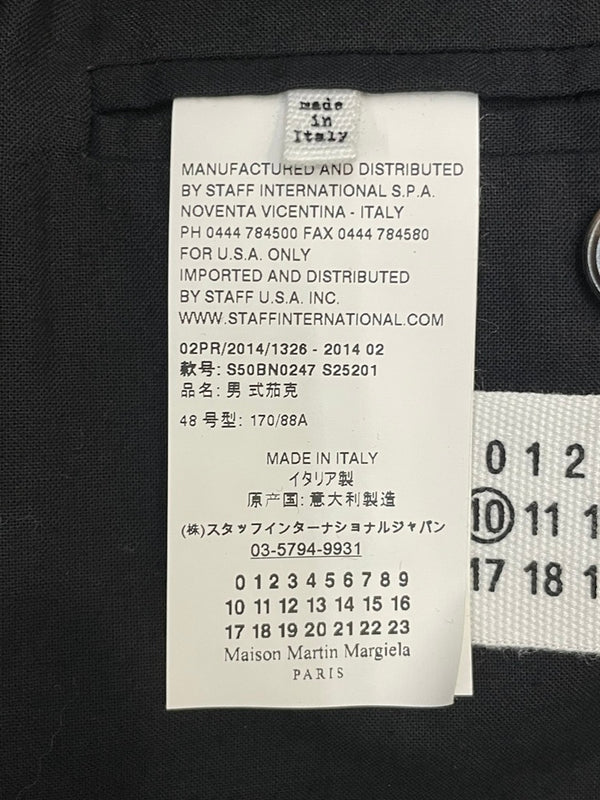 made
in
Italy
MANUFACTURED AND DISTRIBUTED
BY STAFF INTERNATIONAL S.P.A.
NOVENTA VICENTINA - ITALY
PH 0444 784500 FAX 0444 784580
FOR U.S.A. ONLY
IMPORTED AND DISTRIBUTED
BY STAFF U.S.A. INC.
WWW.STAFFINTERNATIONAL.COM
02PR/2014/1326 - 2014 02
款号: S50BN0247 S25201
品名: 男 式茄克
48 号型: 170/88A
MADE IN ITALY
イタリア製
原产国: 意大利製造
(株)スタッフインターナショナルジャパン
03-5794-9931
0 1 2 3 4 5 6 7 8 9
10 11 12 13 14 15 16
17 18 19 20 21 22 23
Maison Martin Margiela
PARIS
0 1 2
10 11 1
17 18 1